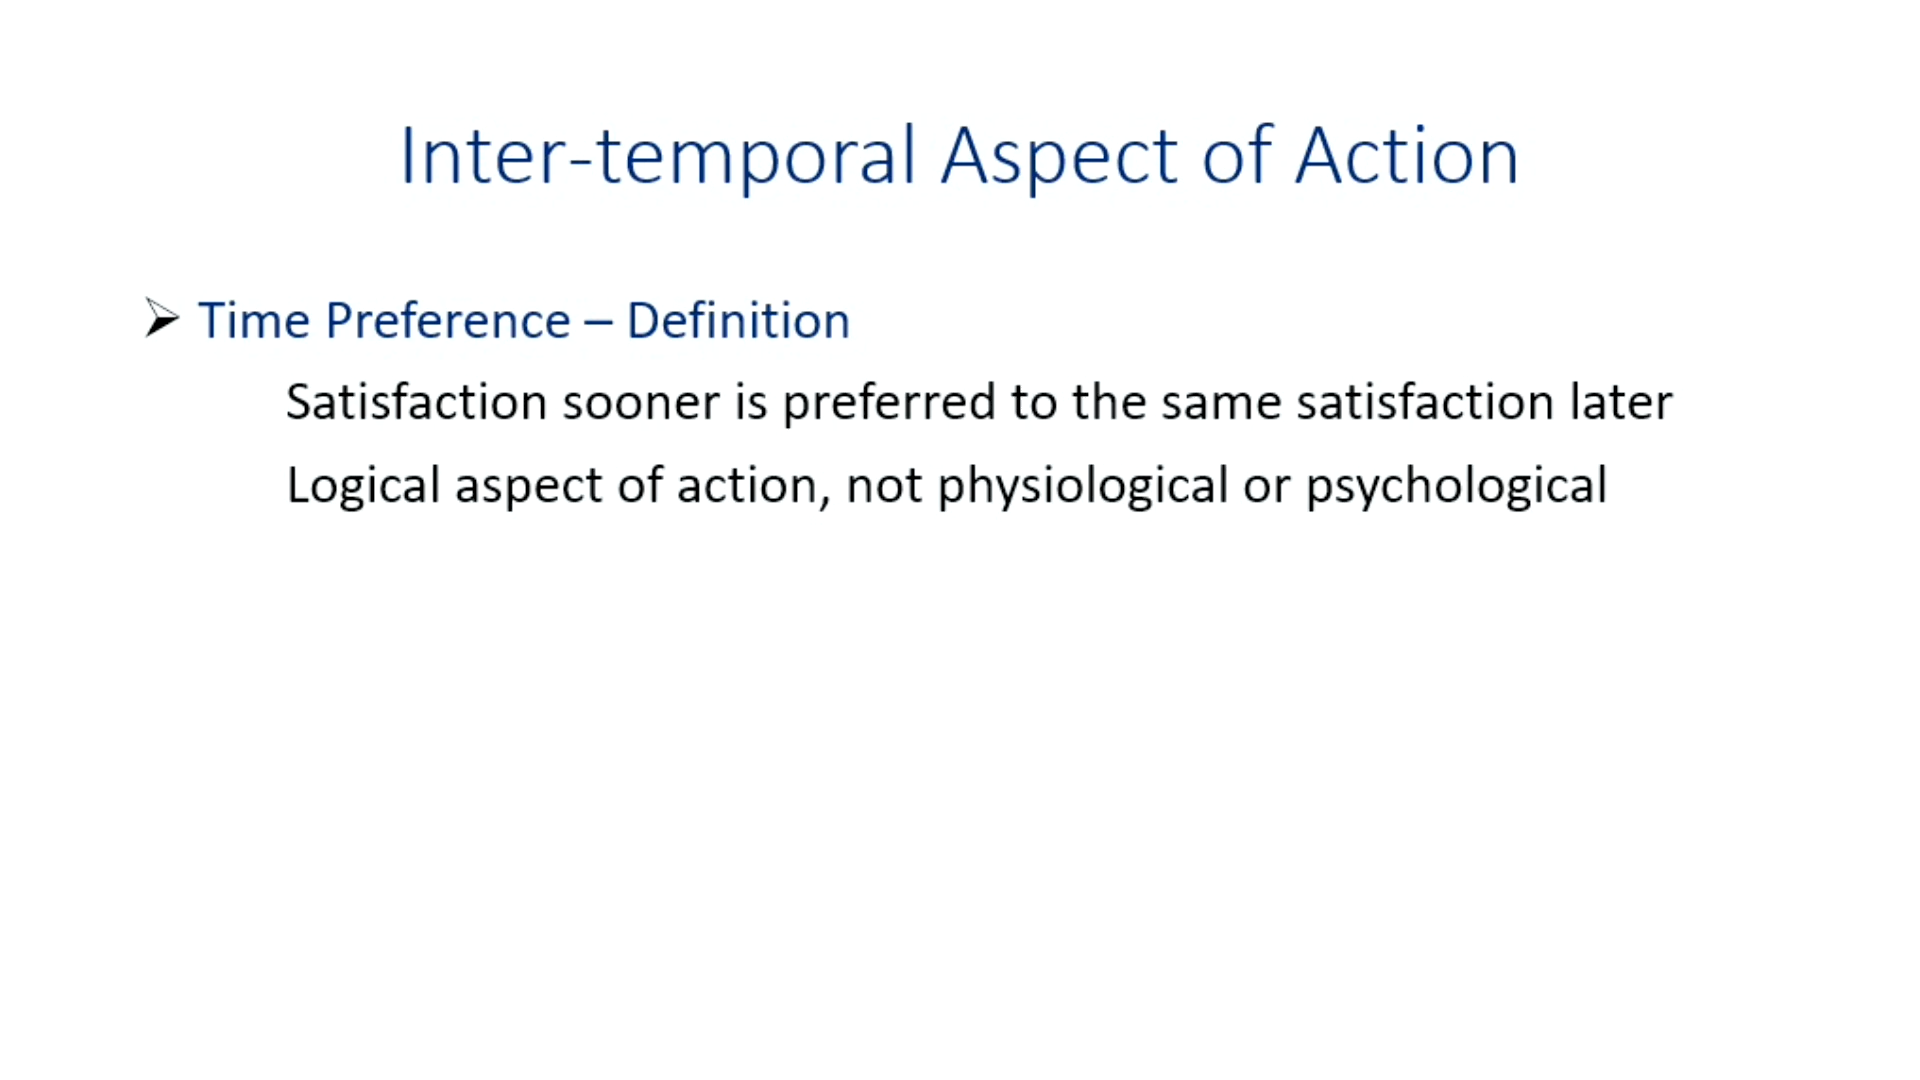 Inter-temporal Aspect of Action
➢ Time Preference – Definition
Satisfaction sooner is preferred to the same satisfaction later
Logical aspect of action, not physiological or psychological